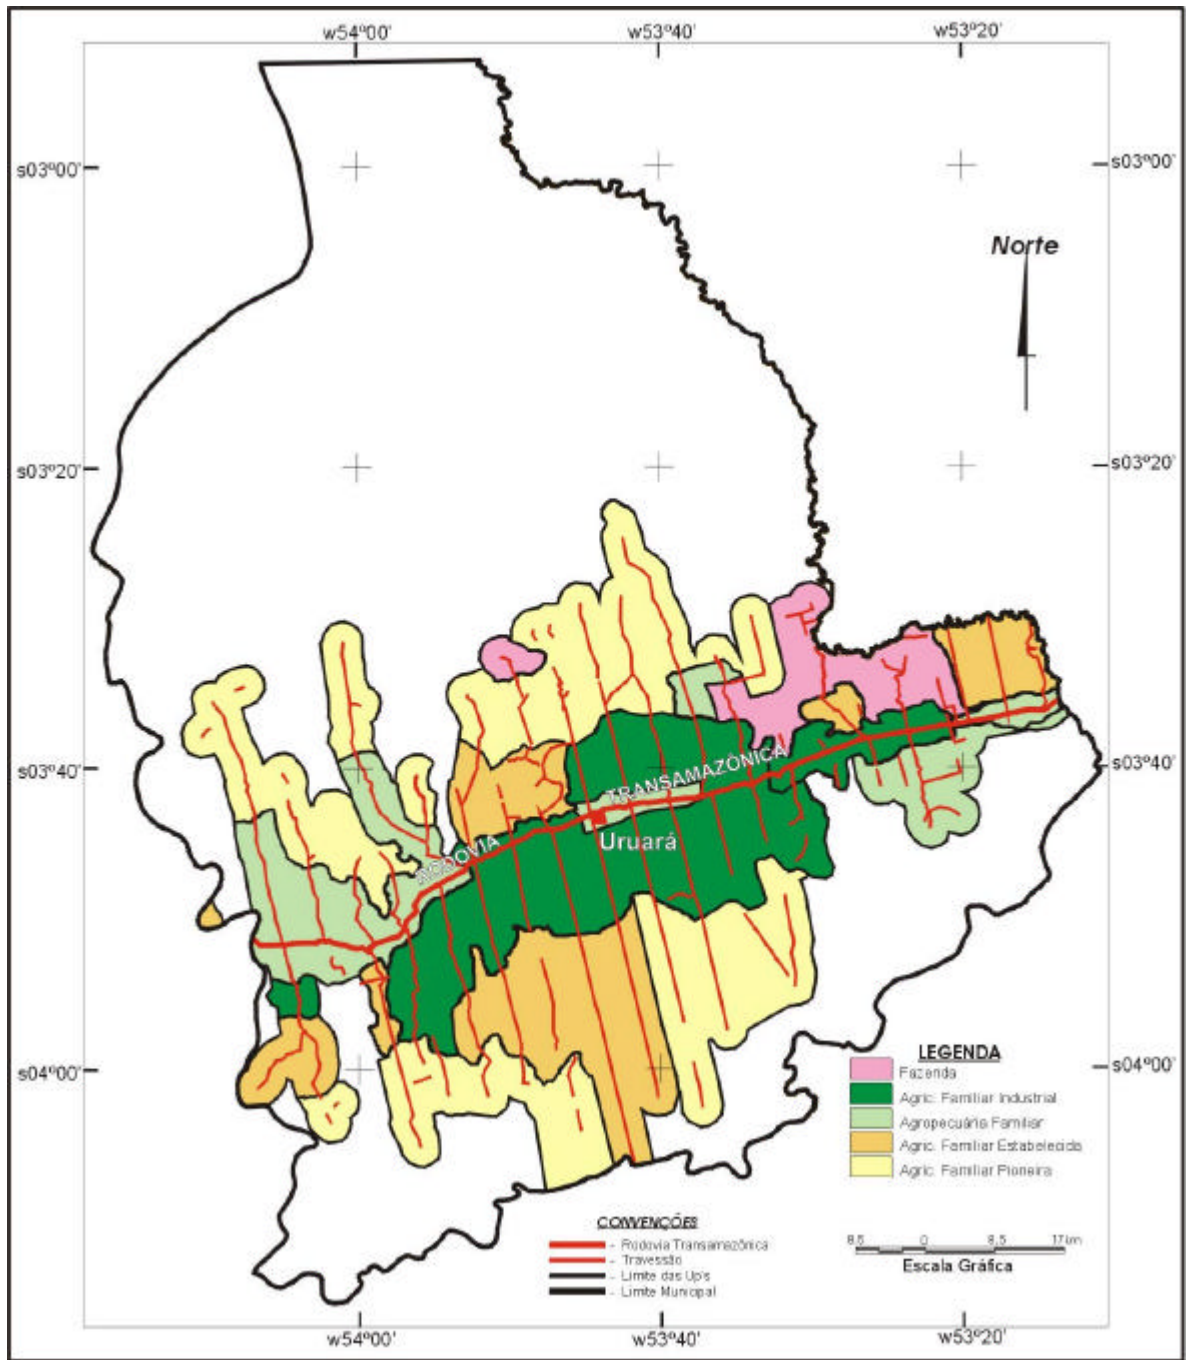 w54º00' w53º40' w53º20'
s03º00' s03º00'
Norte
s03º20' s03º20'
s03º40' s03º40'
RODOVIA TRANSAMAZÔNICA
Uruará
s04º00' s04º00'
LEGENDA
Fazenda
Agric. Familiar Industrial
Agropecuária Familiar
Agric. Familiar Estabelecida
Agric. Familiar Pioneira
CONVENÇÕES
- Rodovia Transamazônica
- Travessão
- Limite das Up's
- Limite Municipal
8,5 0 8,5 17 km
Escala Gráfica
w54º00' w53º40' w53º20'